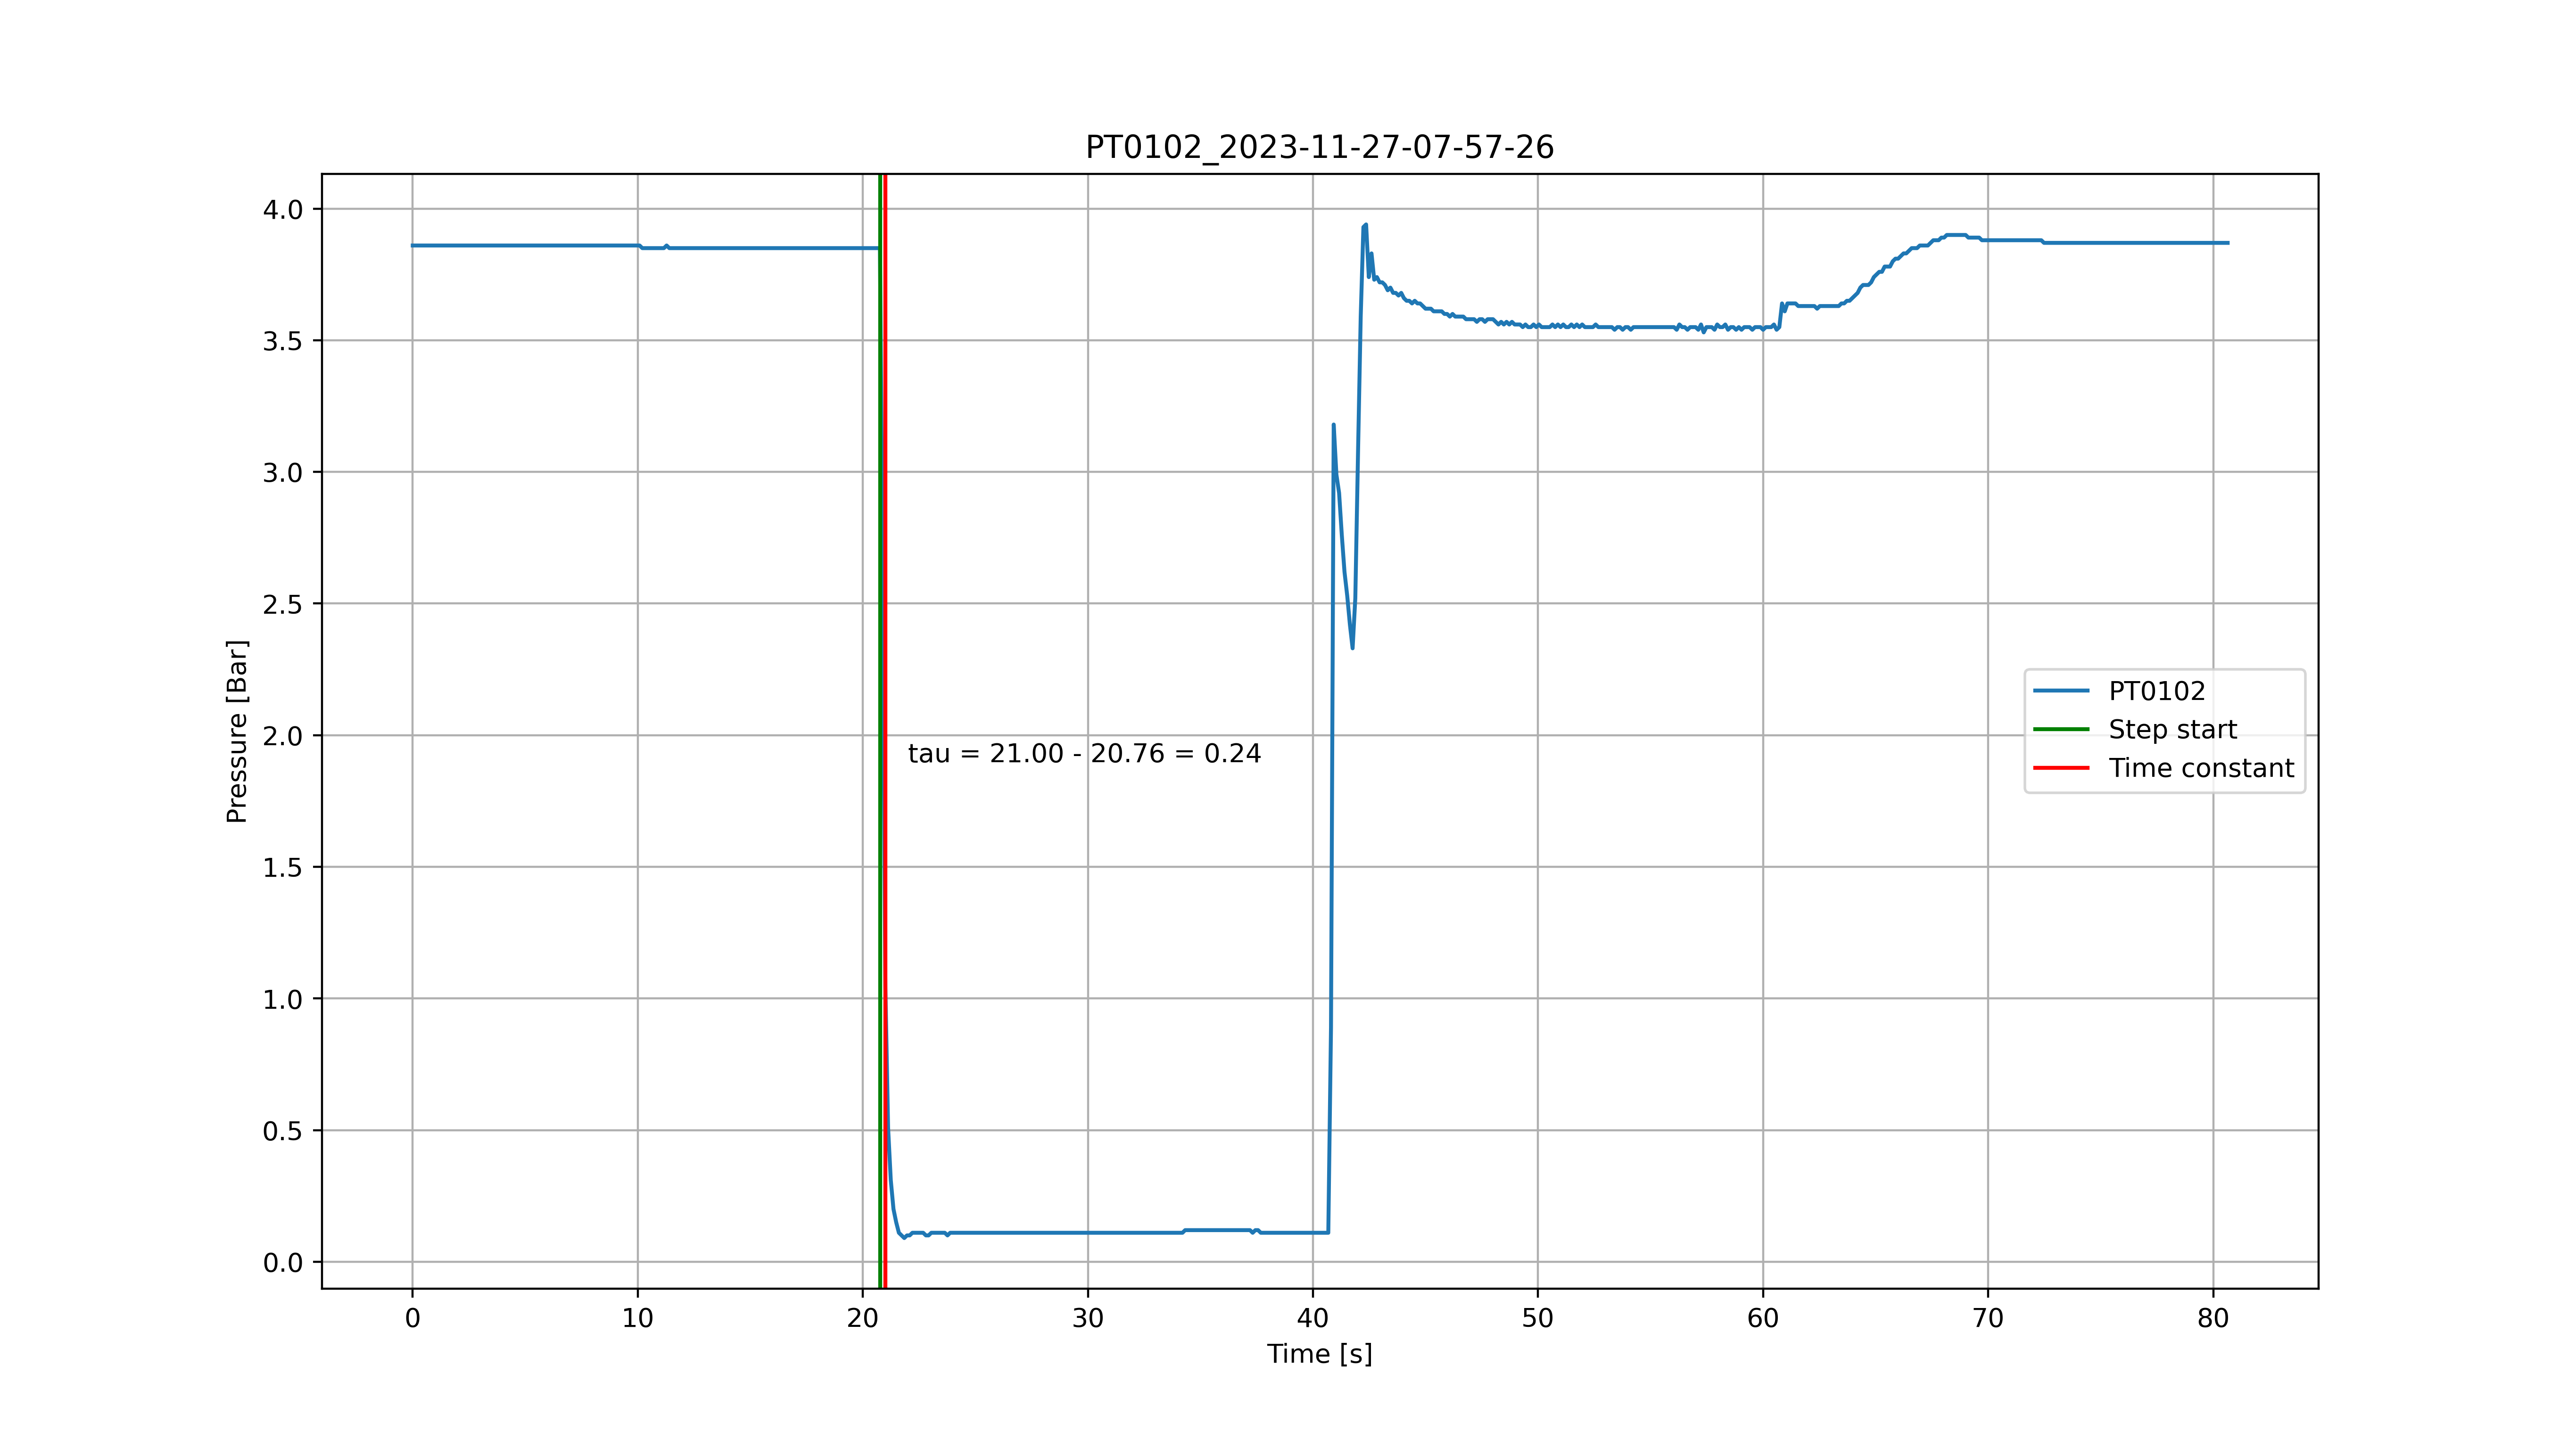 PT0102_2023-11-27-07-57-26
4.0
3.5
3.0
2.5
2.0
1.5
1.0
0.5
0.0
Pressure [Bar]
tau = 21.00 - 20.76 = 0.24
PT0102
Step start
Time constant
0 10 20 30 40 50 60 70 80
Time [s]